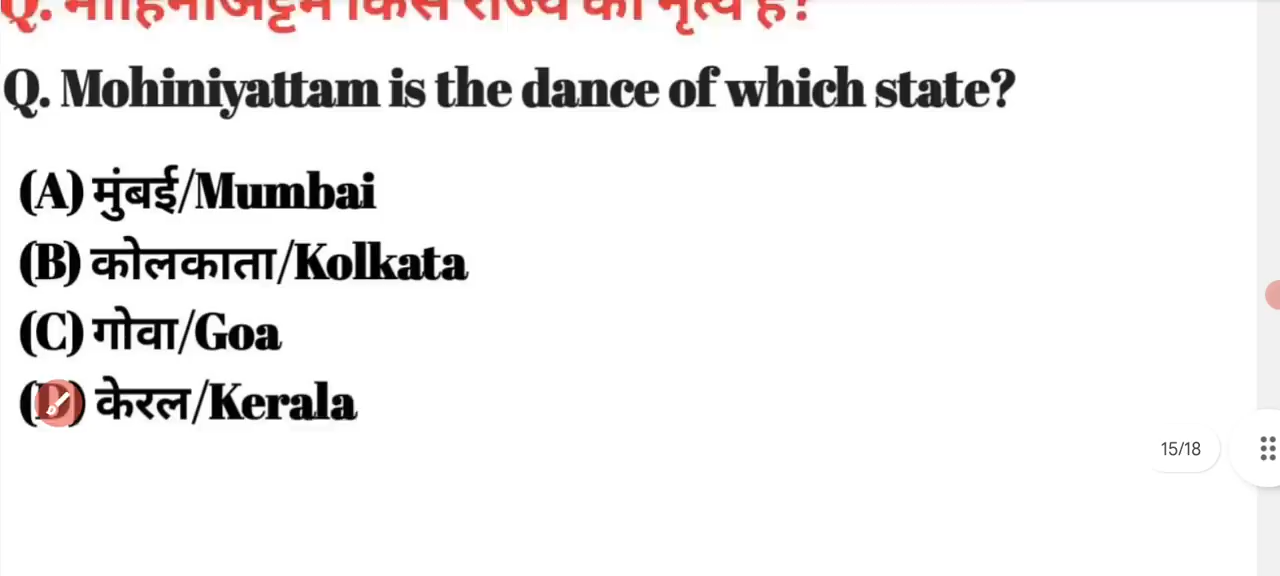 Q. मोहिनीअट्टम किस राज्य का नृत्य है?
Q. Mohiniyattam is the dance of which state?
(A) मुंबई/Mumbai
(B) कोलकाता/Kolkata
(C) गोवा/Goa
(D) केरल/Kerala
15/18